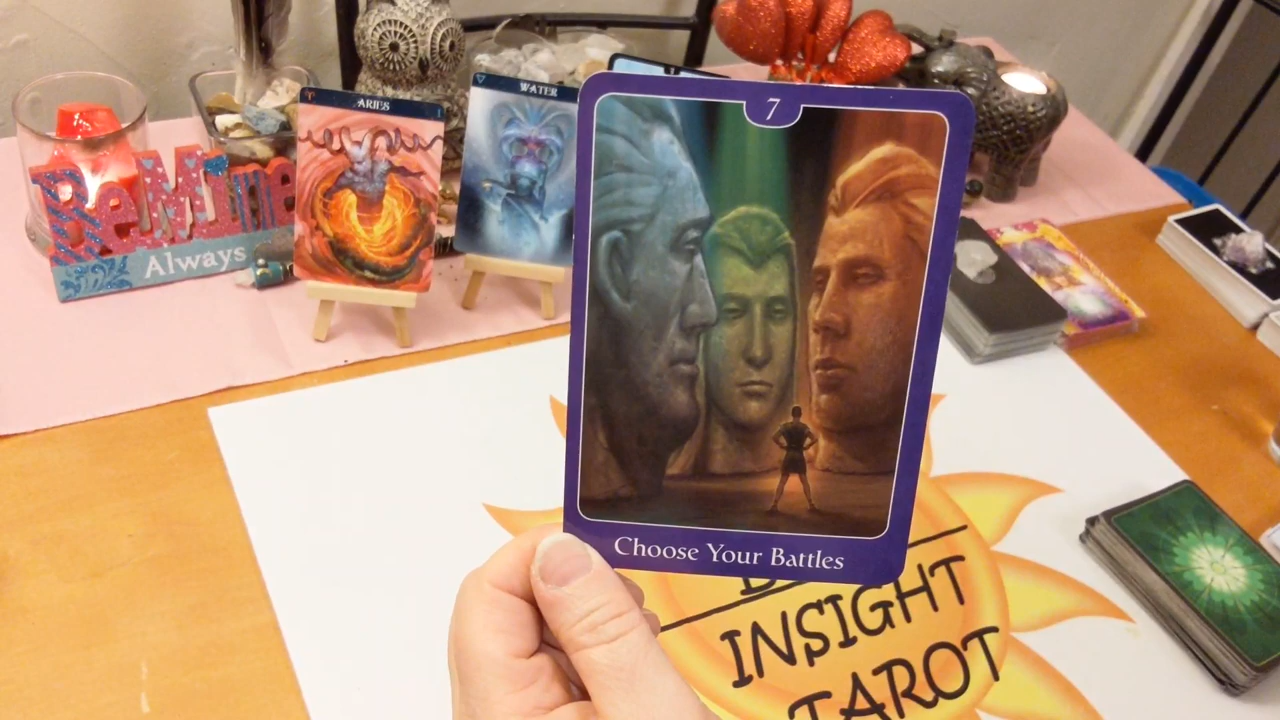 ARIES
WATER
7
BeMine
Always
Choose Your Battles
INSIGHT
TAROT